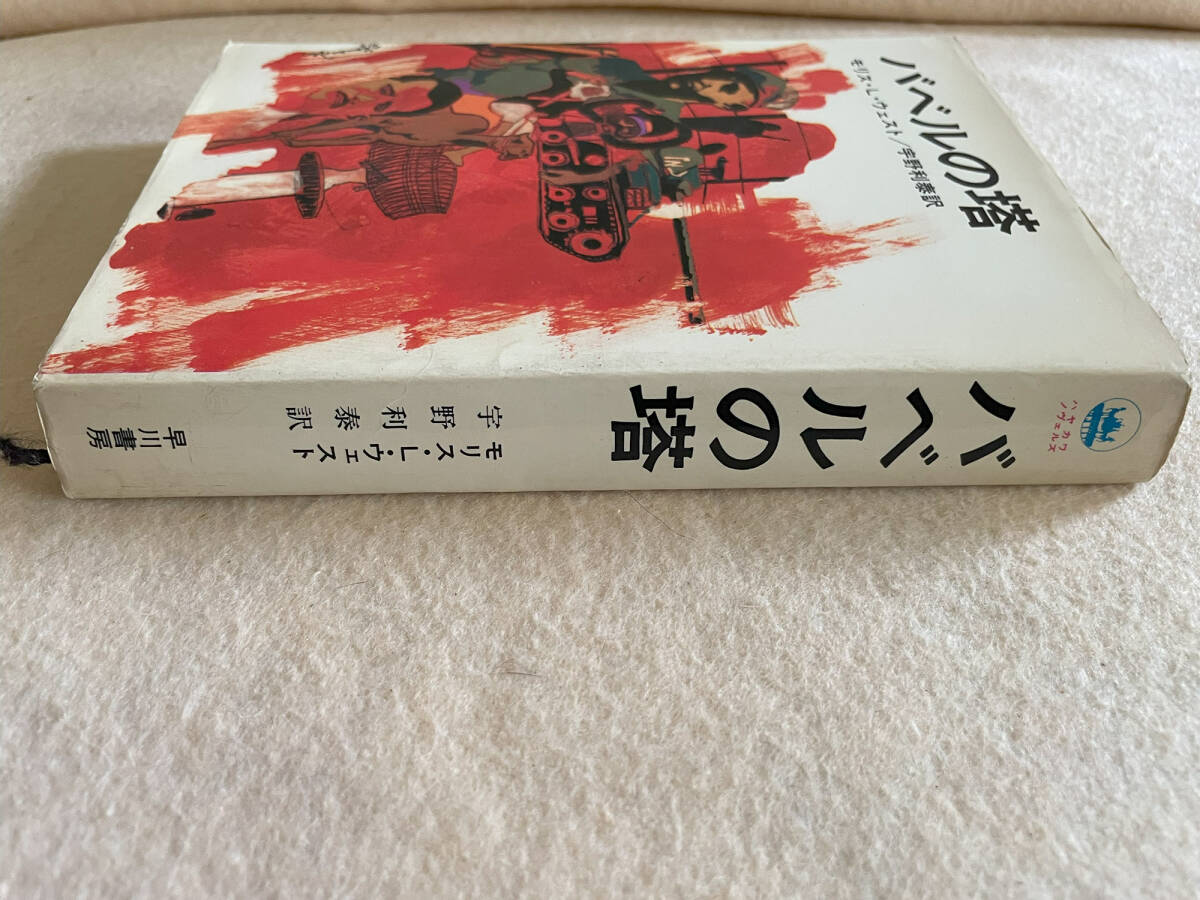 バベルの塔
モリス・L・ウェスト/宇野利泰訳
ハヤカワ
ノヴェルズ
バベルの塔
モリス・L・ウェスト
宇野利泰訳
早川書房